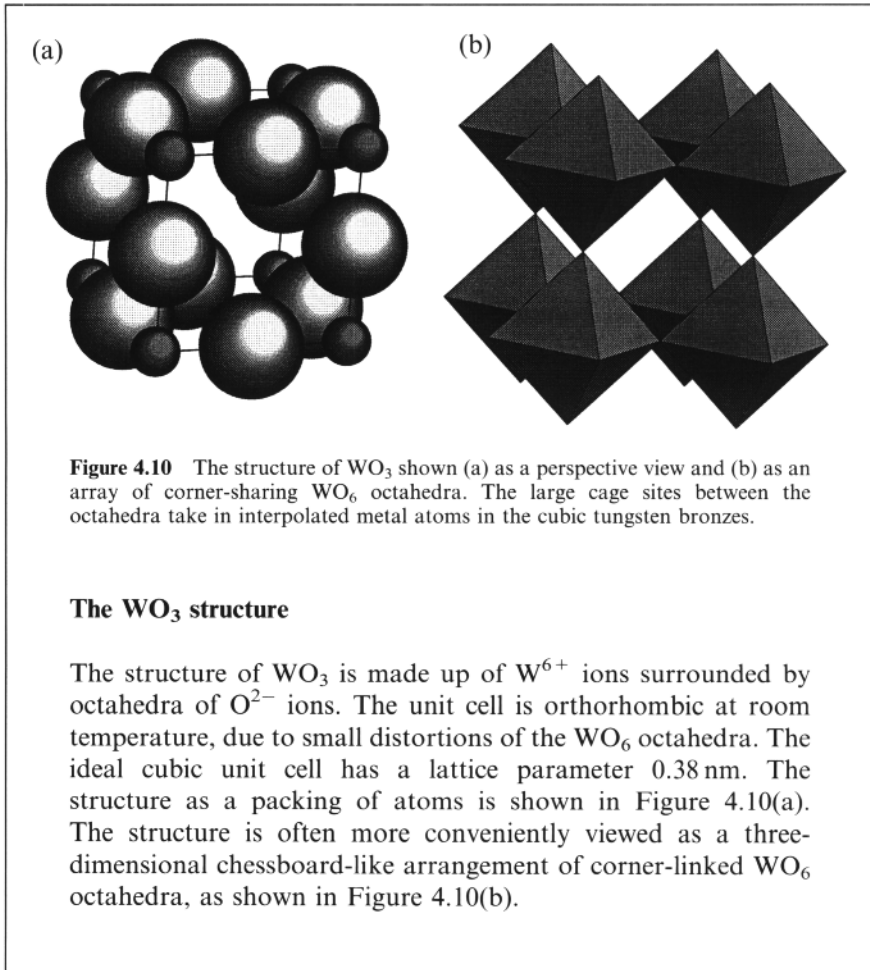 (a)
(b)
Figure 4.10 The structure of WO₃ shown (a) as a perspective view and (b) as an
array of corner-sharing WO₆ octahedra. The large cage sites between the
octahedra take in interpolated metal atoms in the cubic tungsten bronzes.
The WO₃ structure
The structure of WO₃ is made up of W⁶⁺ ions surrounded by
octahedra of O²⁻ ions. The unit cell is orthorhombic at room
temperature, due to small distortions of the WO₆ octahedra. The
ideal cubic unit cell has a lattice parameter 0.38 nm. The
structure as a packing of atoms is shown in Figure 4.10(a).
The structure is often more conveniently viewed as a three-
dimensional chessboard-like arrangement of corner-linked WO₆
octahedra, as shown in Figure 4.10(b).